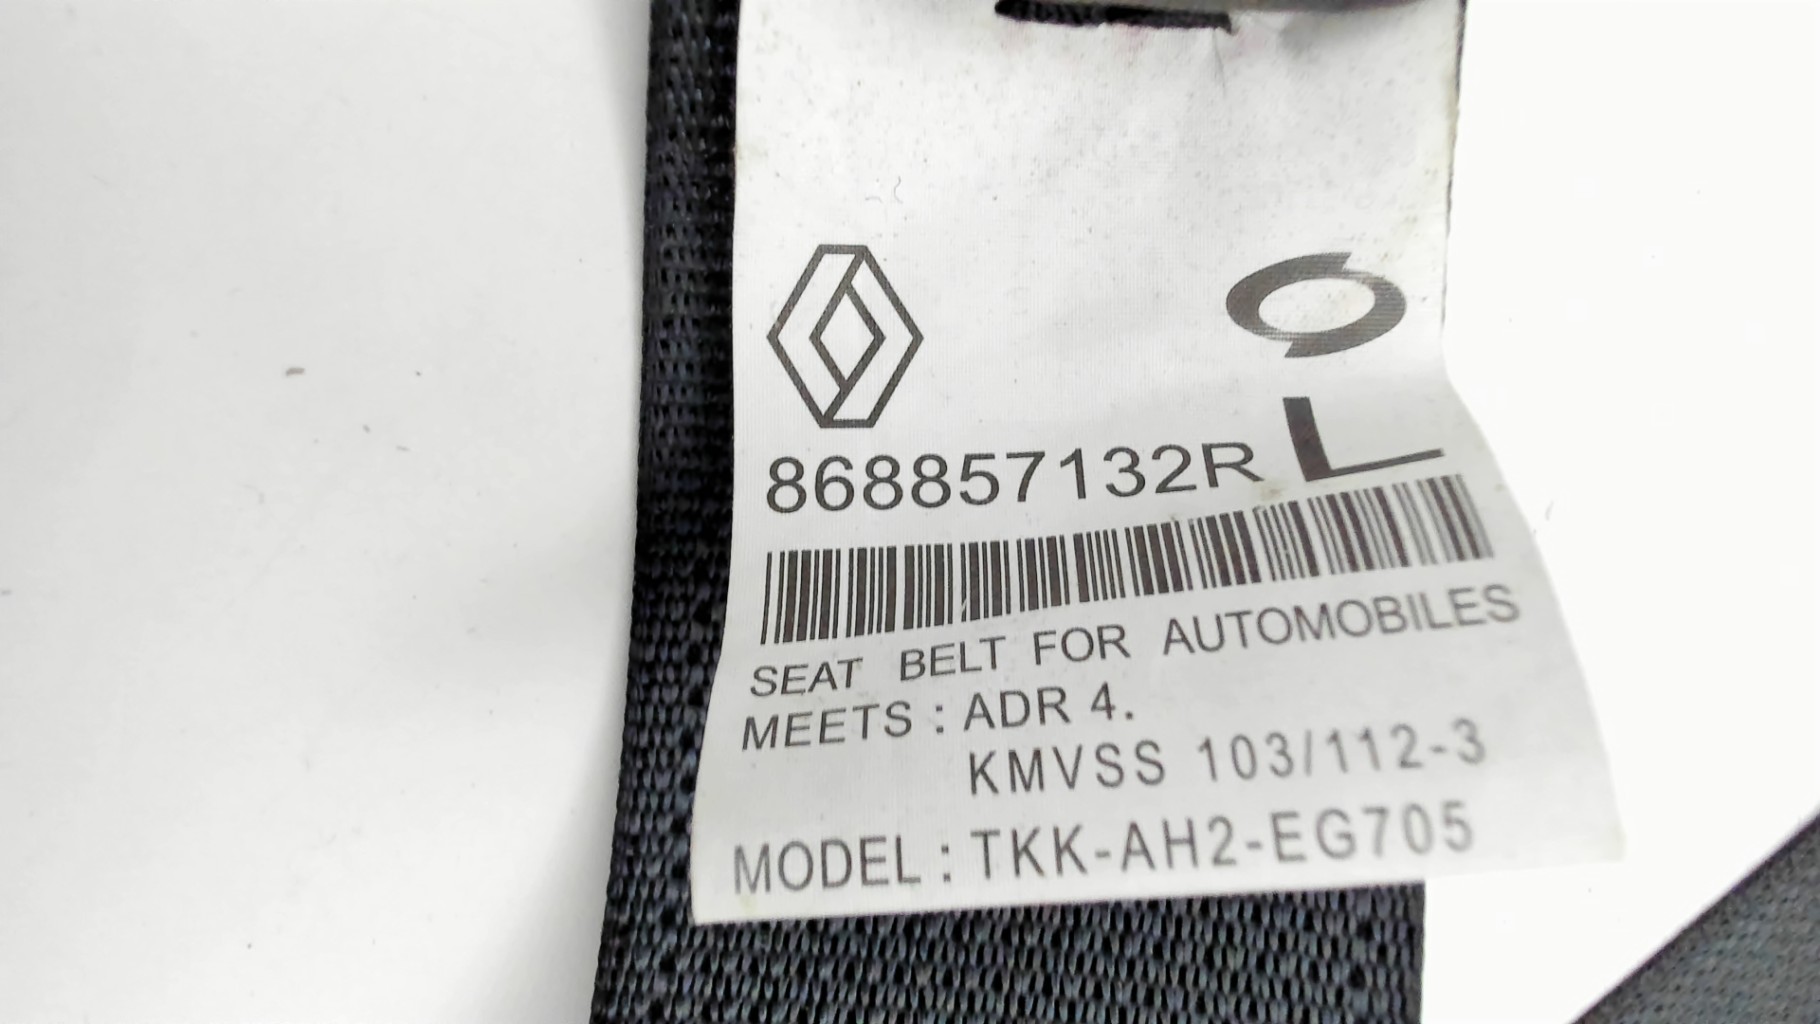 868857132R L
SEAT BELT FOR AUTOMOBILES
MEETS : ADR 4.
KMVSS 103/112-3
MODEL : TKK-AH2-EG705